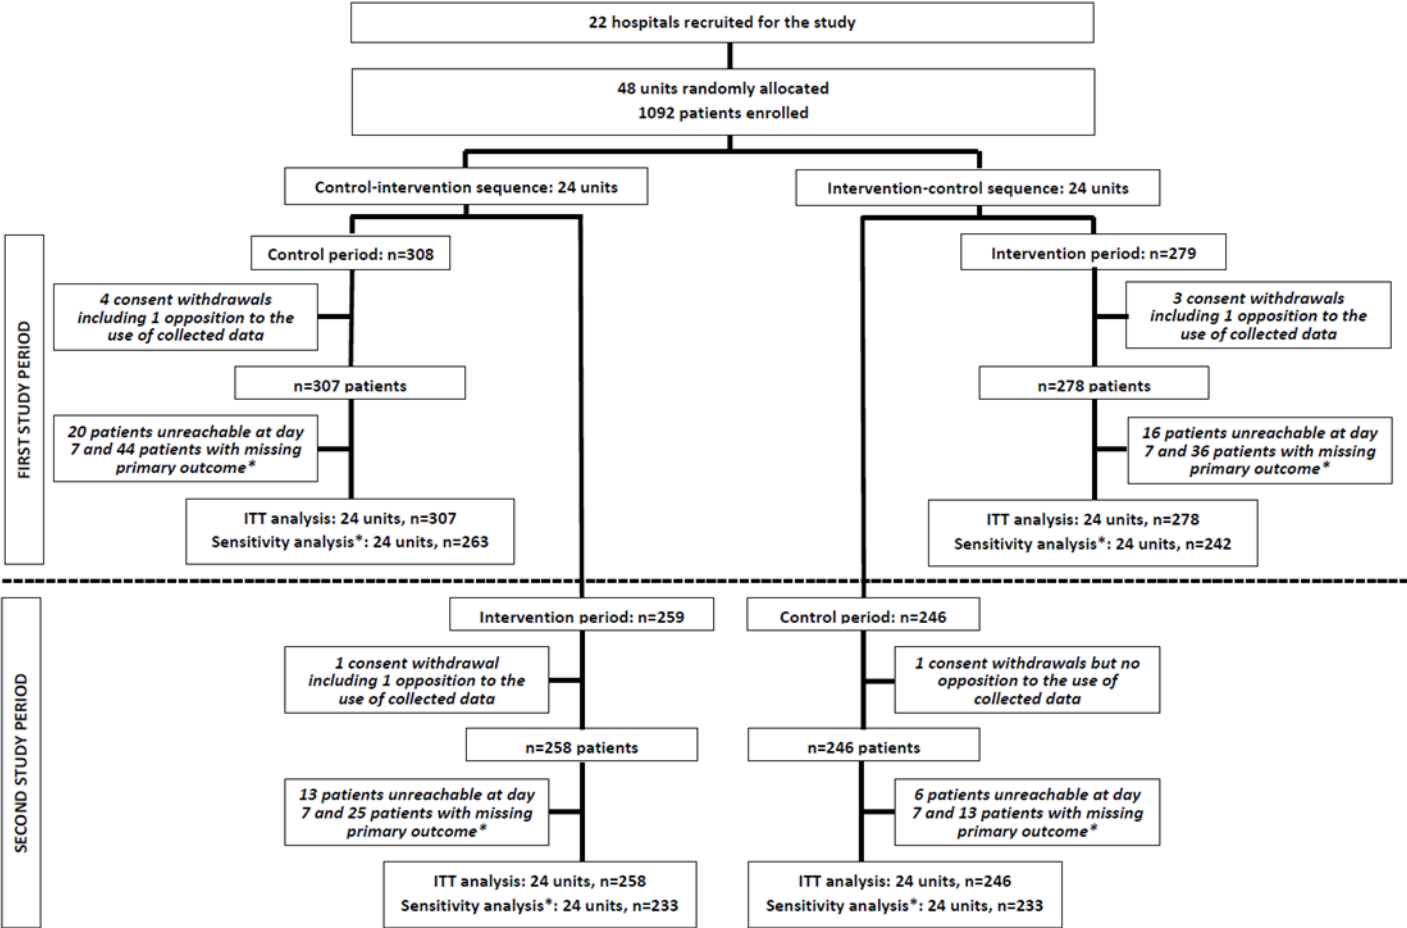 22 hospitals recruited for the study
48 units randomly allocated
1092 patients enrolled
Control-intervention sequence: 24 units
Intervention-control sequence: 24 units
FIRST STUDY PERIOD
Control period: n=308
4 consent withdrawals
including 1 opposition to the
use of collected data
n=307 patients
20 patients unreachable at day
7 and 44 patients with missing
primary outcome*
ITT analysis: 24 units, n=307
Sensitivity analysis*: 24 units, n=263
Intervention period: n=279
3 consent withdrawals
including 1 opposition to the
use of collected data
n=278 patients
16 patients unreachable at day
7 and 36 patients with missing
primary outcome*
ITT analysis: 24 units, n=278
Sensitivity analysis*: 24 units, n=242
SECOND STUDY PERIOD
Intervention period: n=259
1 consent withdrawal
including 1 opposition to the
use of collected data
n=258 patients
13 patients unreachable at day
7 and 25 patients with missing
primary outcome*
ITT analysis: 24 units, n=258
Sensitivity analysis*: 24 units, n=233
Control period: n=246
1 consent withdrawals but no
opposition to the use of
collected data
n=246 patients
6 patients unreachable at day
7 and 13 patients with missing
primary outcome*
ITT analysis: 24 units, n=246
Sensitivity analysis*: 24 units, n=233